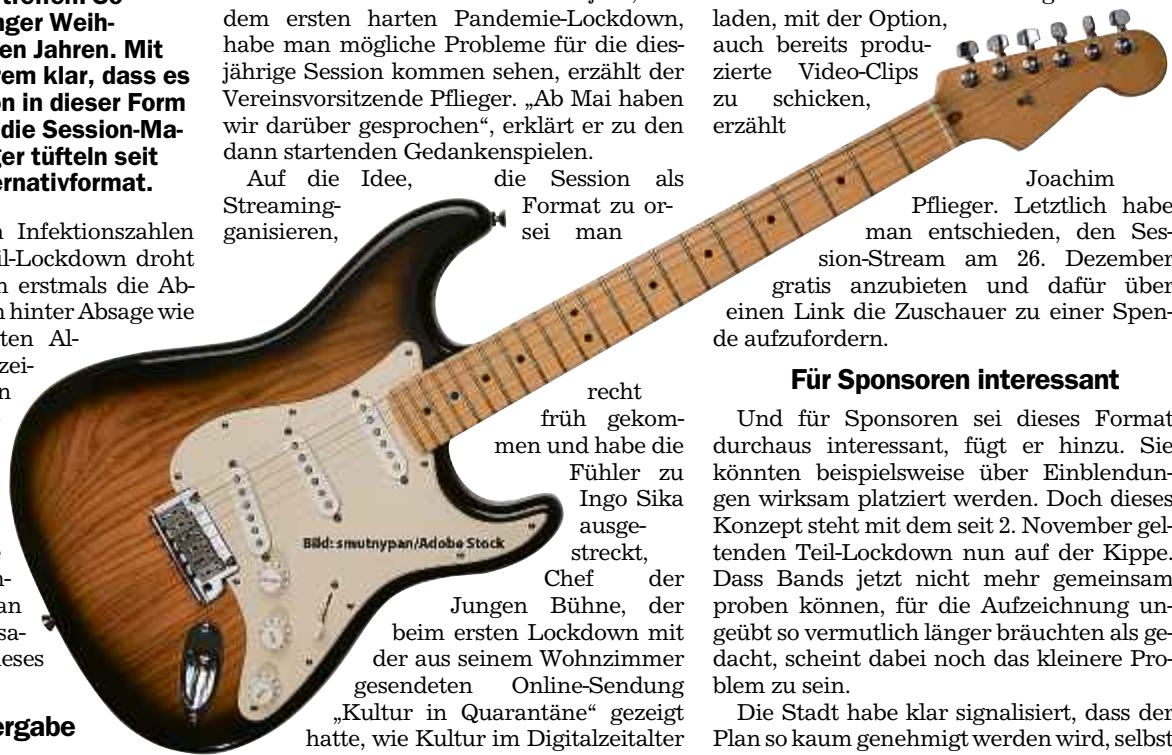 troffen. So
nger Weih-
en Jahren. Mit
rem klar, dass es
on in dieser Form
die Session-Ma-
ger tüfteln seit
ernativformat.
n Infektionszahlen
il-Lockdown droht
n erstmals die Ab-
n hinter Absage wie
ten Al-
zei-
n
e
n-
an
sa-
ieses
ergabe
dem ersten harten Pandemie-Lockdown,
habe man mögliche Probleme für die dies-
jährige Session kommen sehen, erzählt der
Vereinsvorsitzende Pflieger. „Ab Mai haben
wir darüber gesprochen“, erklärt er zu den
dann startenden Gedankenspielen.
Auf die Idee, die Session als
Streaming- Format zu or-
ganisieren, sei man
recht
früh gekom-
men und habe die
Fühler zu
Ingo Sika
ausge-
streckt,
Chef der
Jungen Bühne, der
beim ersten Lockdown mit
der aus seinem Wohnzimmer
gesendeten Online-Sendung
„Kultur in Quarantäne“ gezeigt
hatte, wie Kultur im Digitalzeitalter
Bild: smutnypan/Adobe Stock
laden, mit der Option,
auch bereits produ-
zierte Video-Clips
zu schicken,
erzählt
Joachim
Pflieger. Letztlich habe
man entschieden, den Ses-
sion-Stream am 26. Dezember
gratis anzubieten und dafür über
einen Link die Zuschauer zu einer Spen-
de aufzufordern.
Für Sponsoren interessant
Und für Sponsoren sei dieses Format
durchaus interessant, fügt er hinzu. Sie
könnten beispielsweise über Einblendun-
gen wirksam platziert werden. Doch dieses
Konzept steht mit dem seit 2. November gel-
tenden Teil-Lockdown nun auf der Kippe.
Dass Bands jetzt nicht mehr gemeinsam
proben können, für die Aufzeichnung un-
geübt so vermutlich länger bräuchten als ge-
dacht, scheint dabei noch das kleinere Pro-
blem zu sein.
Die Stadt habe klar signalisiert, dass der
Plan so kaum genehmigt werden wird, selbst